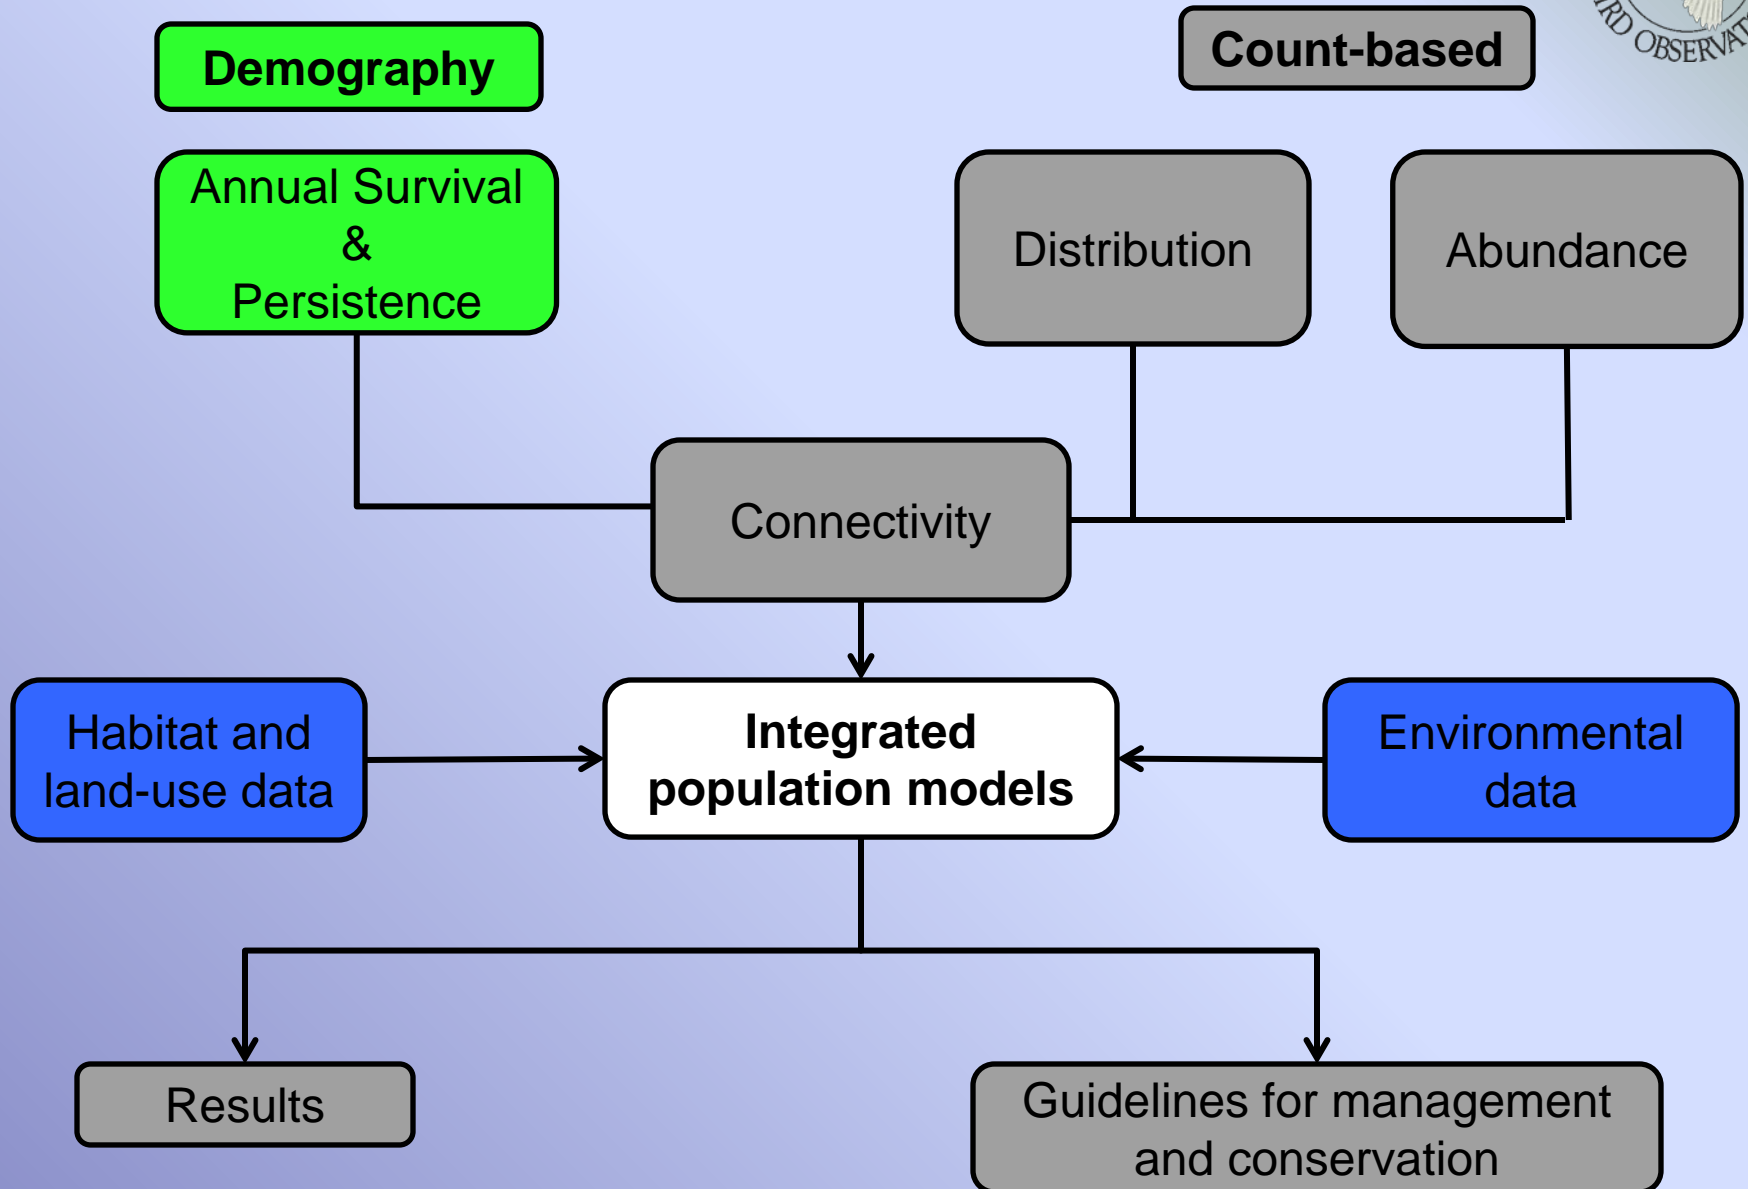 Demography
Count-based
OBSERVAT
Annual Survival
&
Persistence
Distribution
Abundance
Connectivity
Habitat and
land-use data
Integrated
population models
Environmental
data
Results
Guidelines for management
and conservation